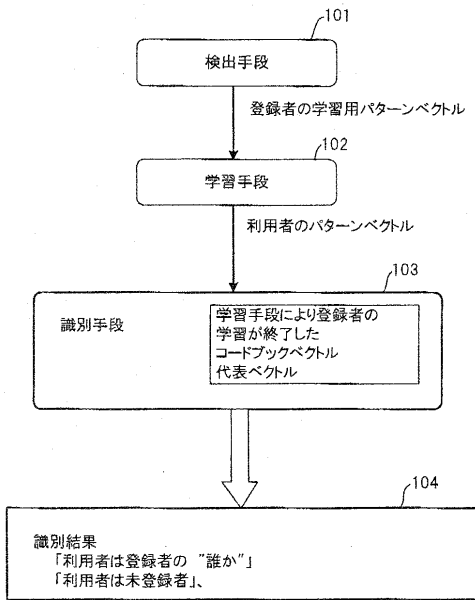 101
検出手段
登録者の学習用パターンベクトル
102
学習手段
利用者のパターンベクトル
103
識別手段
学習手段により登録者の
学習が終了した
コードブックベクトル
代表ベクトル
104
識別結果
「利用者は登録者の ”誰か”」
「利用者は未登録者」、